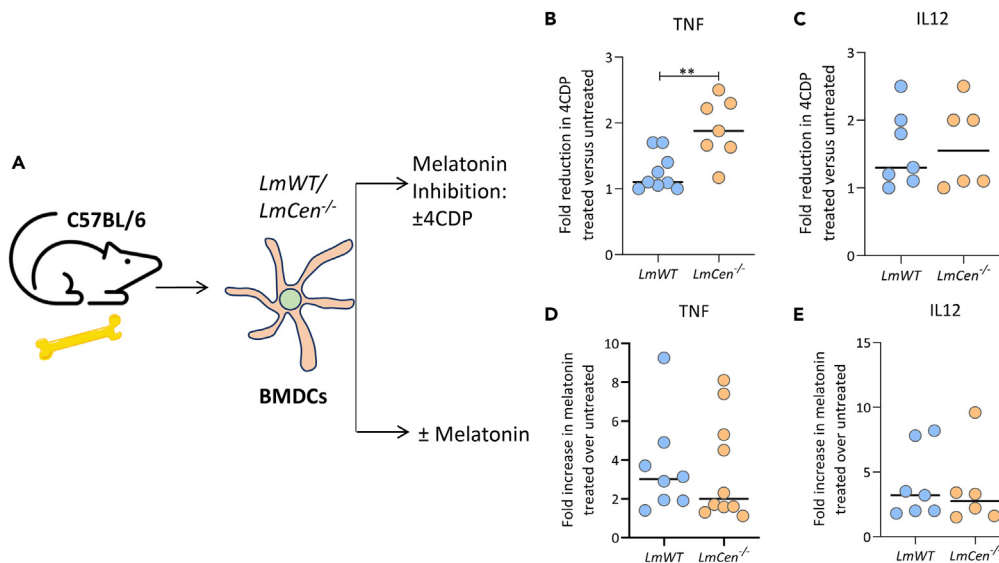 A
C57BL/6
LmWT/
LmCen-/-
BMDCs
Melatonin
Inhibition:
±4CDP
± Melatonin
B
TNF
Fold reduction in 4CDP
treated versus untreated
3
2
1
0
**
LmWT
LmCen-/-
C
IL12
Fold reduction in 4CDP
treated versus untreated
3
2
1
0
LmWT
LmCen-/-
D
TNF
Fold increase in melatonin
treated over untreated
10
8
6
4
2
0
LmWT
LmCen-/-
E
IL12
Fold increase in melatonin
treated over untreated
15
10
5
0
LmWT
LmCen-/-